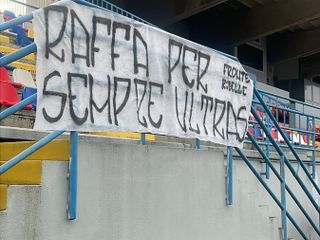 RAFFA PER
FRONTE
RIBELLE
SEMPRE ULTRAS